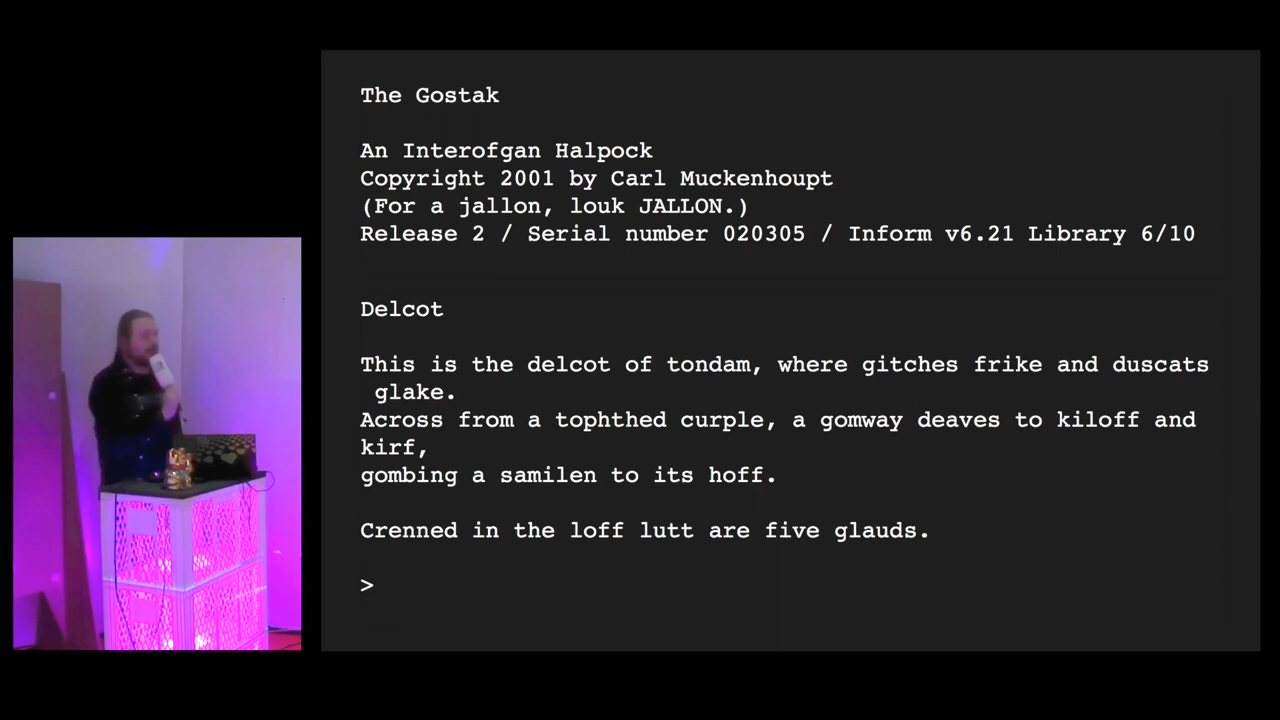 The Gostak
An Interofgan Halpock
Copyright 2001 by Carl Muckenhoupt
(For a jallon, louk JALLON.)
Release 2 / Serial number 020305 / Inform v6.21 Library 6/10
Delcot
This is the delcot of tondam, where gitches frike and duscats
glake.
Across from a tophthed curple, a gomway deaves to kiloff and
kirf,
gombing a samilen to its hoff.
Crenned in the loff lutt are five glauds.
>